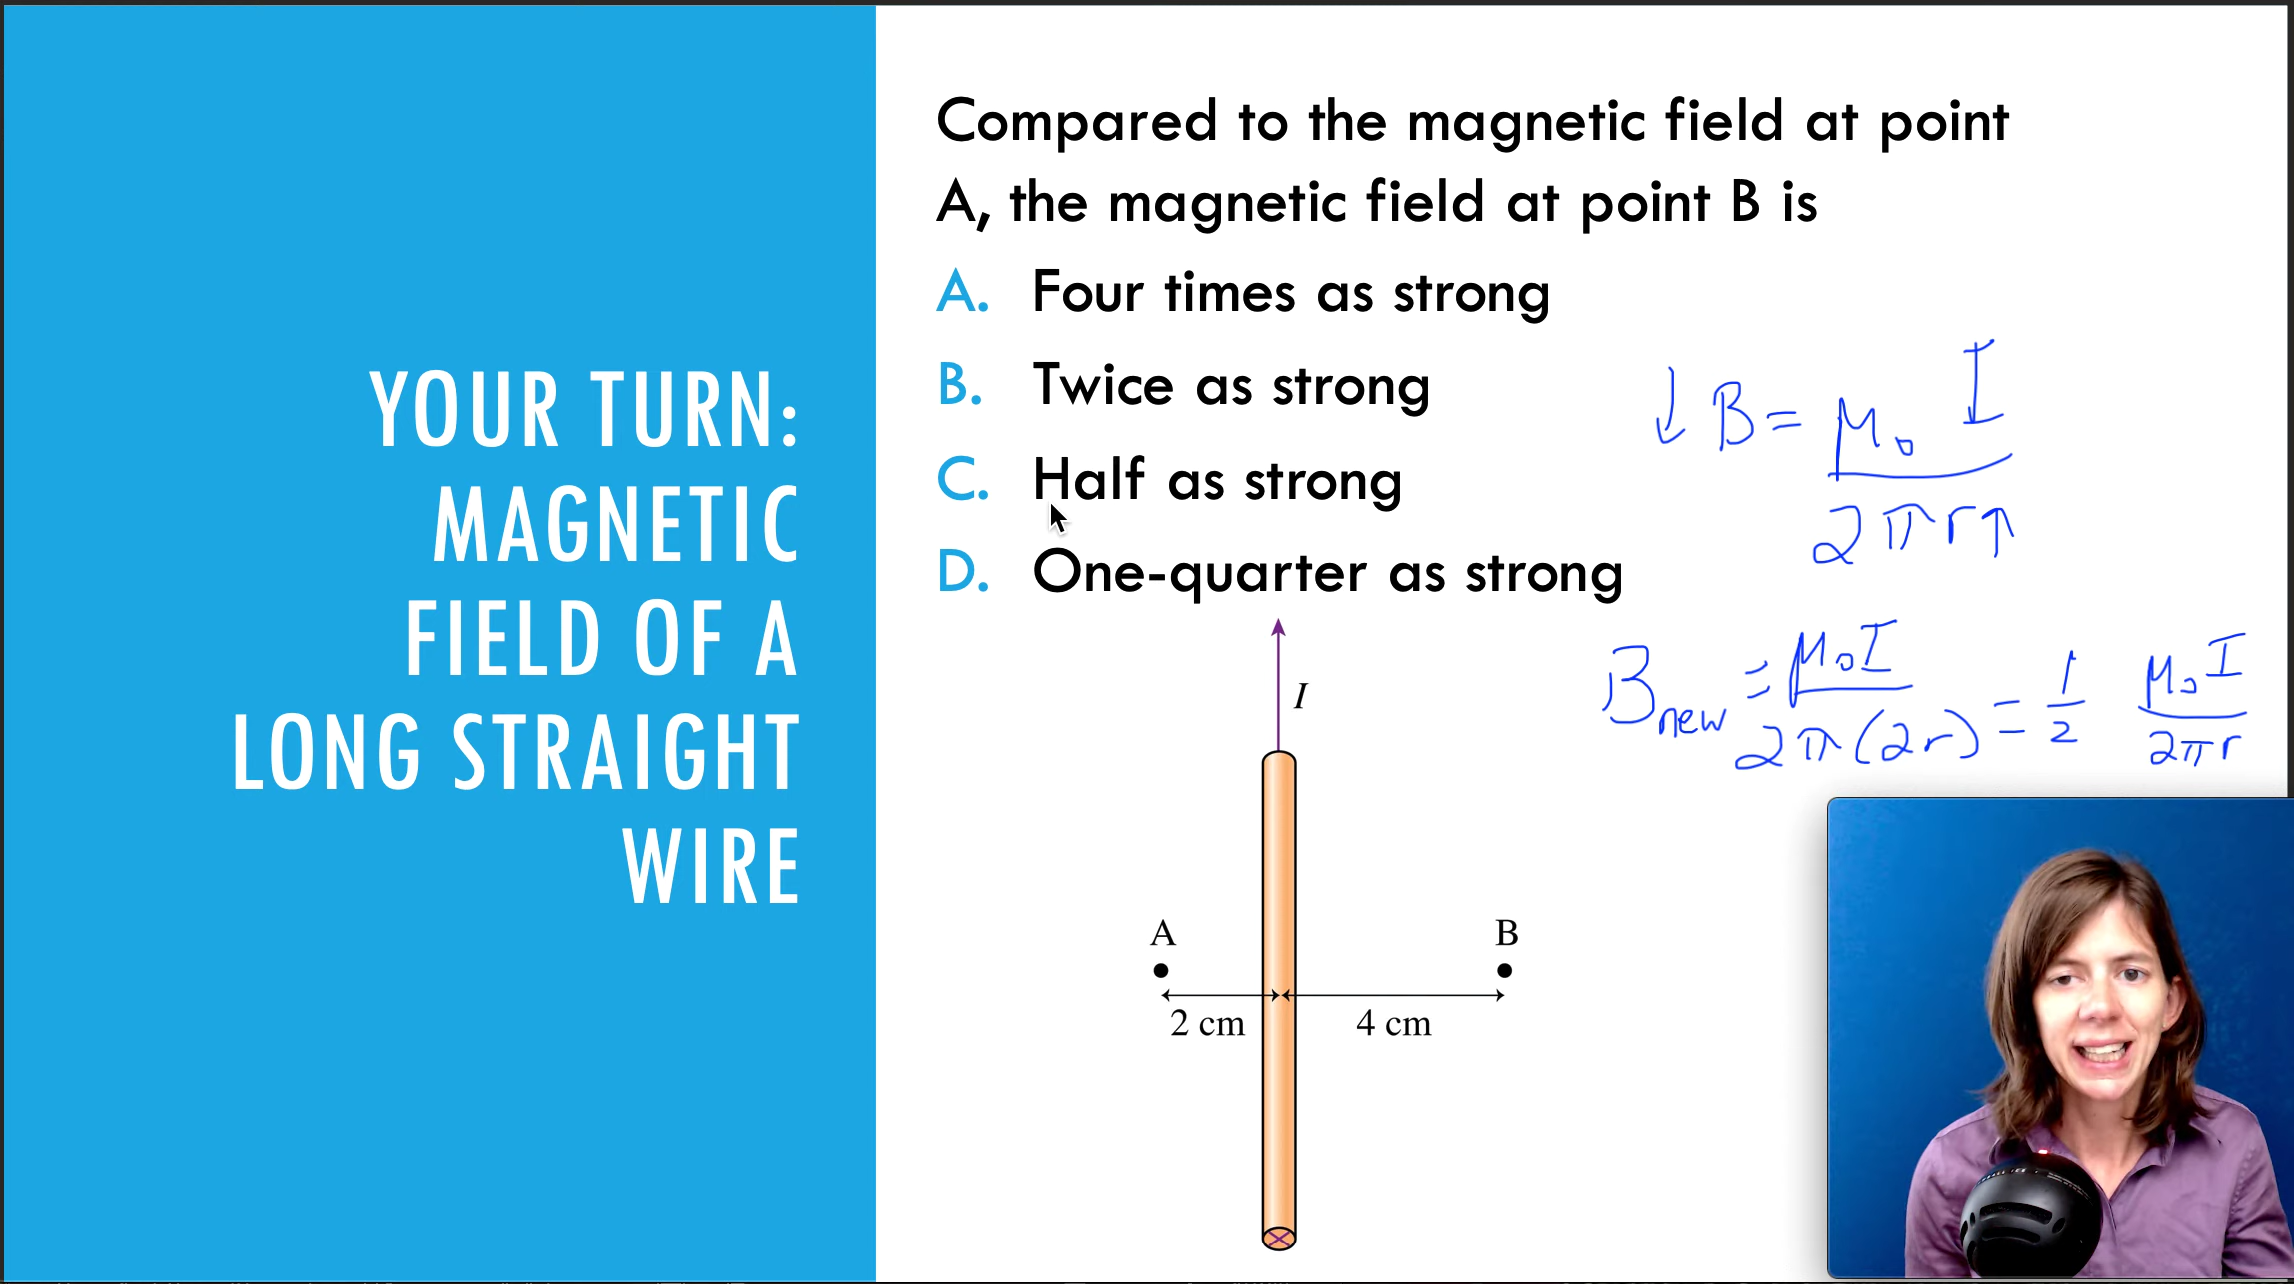 YOUR TURN:
MAGNETIC
FIELD OF A
LONG STRAIGHT
WIRE
Compared to the magnetic field at point
A, the magnetic field at point B is
A. Four times as strong
B. Twice as strong
C. Half as strong
D. One-quarter as strong
↓ B = μ₀ I / 2πr↑
B new = μ₀I / 2π(2r) = 1/2 μ₀I / 2πr
I
A
B
2 cm
4 cm